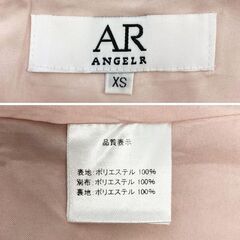 AR
ANGEL R
XS
品質表示
表地：ポリエステル 100%
別布：ポリエステル 100%
裏地：ポリエステル 100%